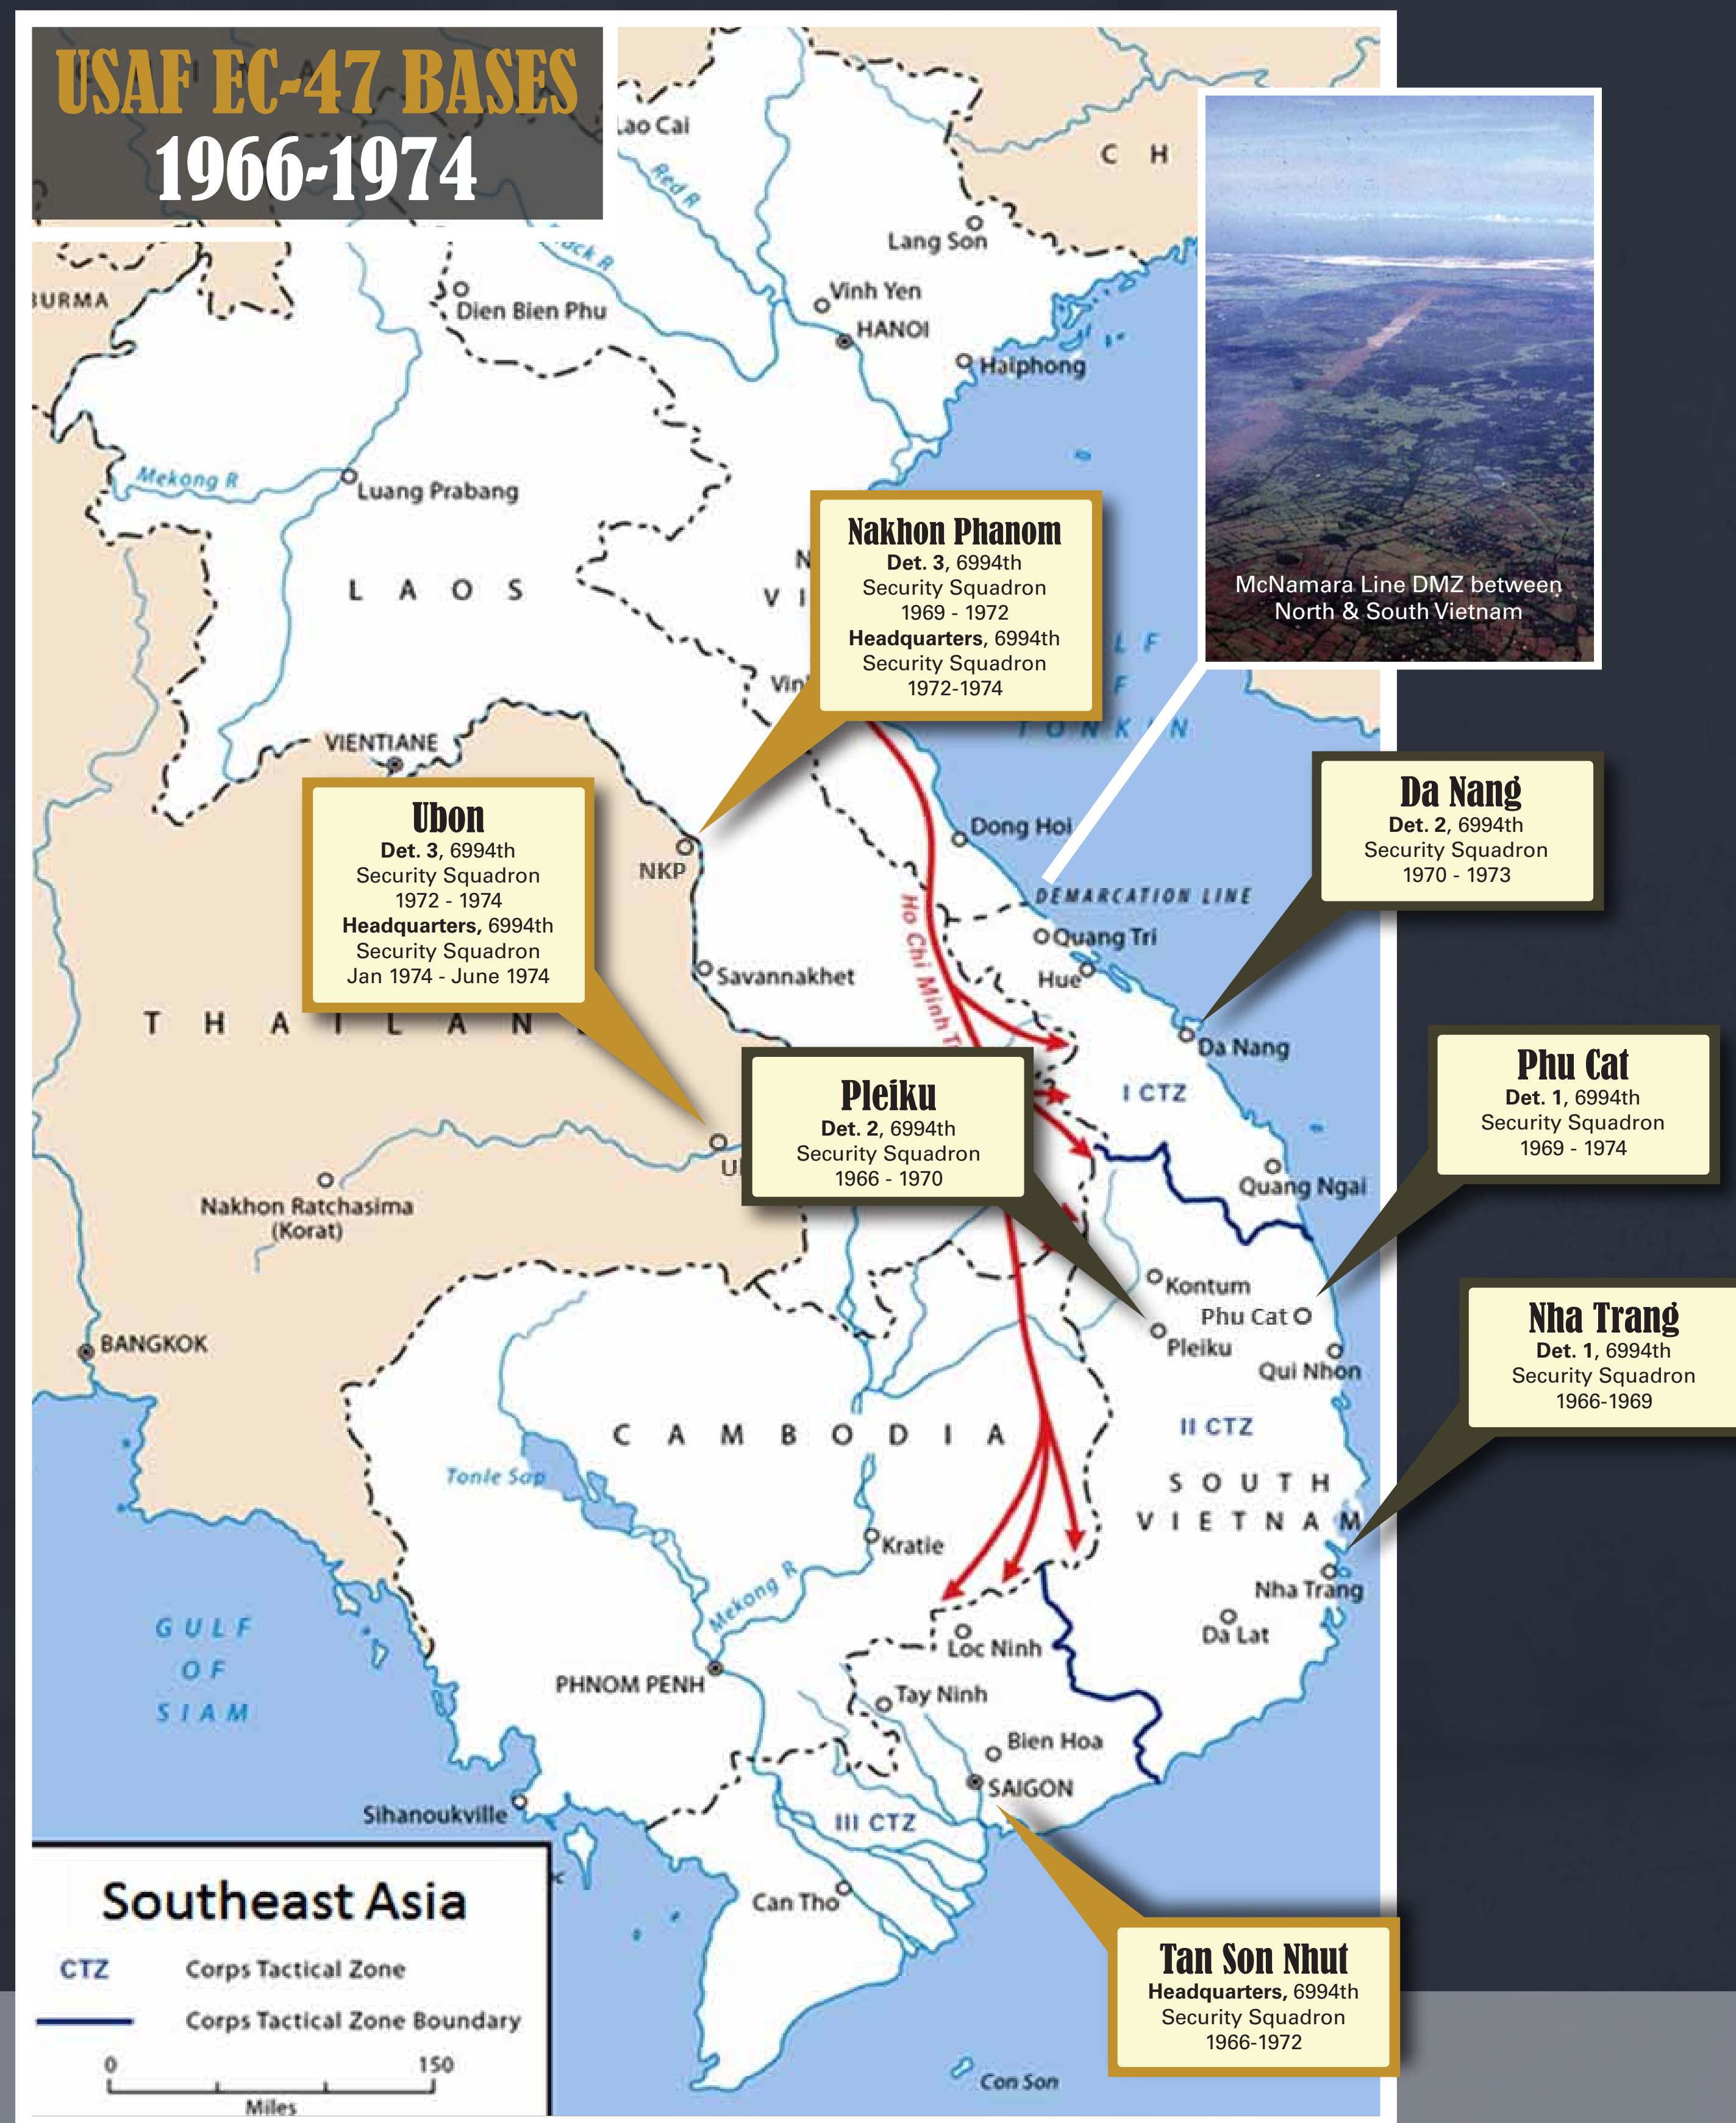 USAF EC-47 BASES
1966-1974
Lao Cai
Red R
C H
Lang Son
BURMA
Dien Bien Phu
Vinh Yen
HANOI
Haiphong
Mekong R
Luang Prabang
McNamara Line DMZ between
North & South Vietnam
Nakhon Phanom
Det. 3, 6994th
Security Squadron
1969 - 1972
Headquarters, 6994th
Security Squadron
1972-1974
L A O S
N
V I
L F
F
T O N K I N
Vin
VIENTIANE
Da Nang
Det. 2, 6994th
Security Squadron
1970 - 1973
Ubon
Det. 3, 6994th
Security Squadron
1972 - 1974
Headquarters, 6994th
Security Squadron
Jan 1974 - June 1974
Dong Hoi
NKP
DEMARCATION LINE
Ho Chi Minh T
Quang Tri
Savannakhet
Hue
T H A I L A N
Da Nang
Phu Cat
Det. 1, 6994th
Security Squadron
1969 - 1974
Pleiku
Det. 2, 6994th
Security Squadron
1966 - 1970
I CTZ
U
Quang Ngai
Nakhon Ratchasima
(Korat)
Kontum
Phu Cat
Pleiku
Qui Nhon
Nha Trang
Det. 1, 6994th
Security Squadron
1966-1969
BANGKOK
C A M B O D I A
II CTZ
Tonle Sap
S O U T H
V I E T N A M
Kratie
Mekong R
Nha Trang
Da Lat
GULF
OF
SIAM
Loc Ninh
PHNOM PENH
Tay Ninh
Bien Hoa
SAIGON
Sihanoukville
III CTZ
Can Tho
Tan Son Nhut
Headquarters, 6994th
Security Squadron
1966-1972
Southeast Asia
CTZ Corps Tactical Zone
Corps Tactical Zone Boundary
0 150
Miles
Con Son